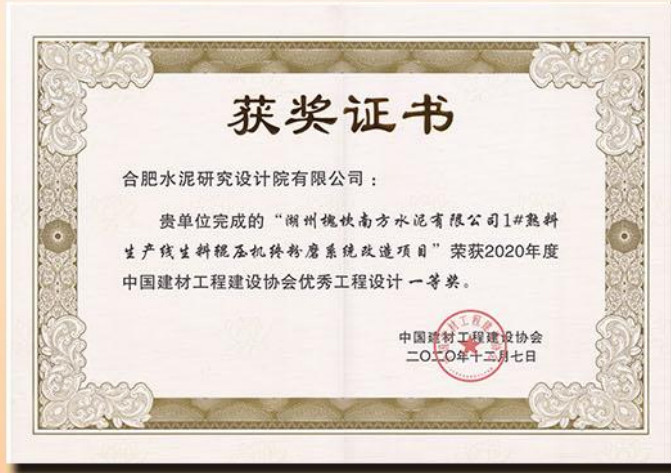 获奖证书
合肥水泥研究设计院有限公司：
贵单位完成的“湖州槐坎南方水泥有限公司1#熟料
生产线生料辊压机终粉磨系统改造项目”荣获2020年度
中国建材工程建设协会优秀工程设计一等奖。
中国建材工程建设协会
二〇二〇年十二月七日